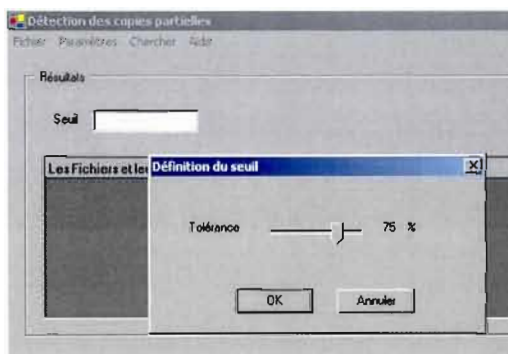 Détection des copies partielles
Fichier Paramètres Chercher Aide
Résultats
Seuil
Les Fichiers et leu
Définition du seuil
Tolérance 75 %
OK Annuler